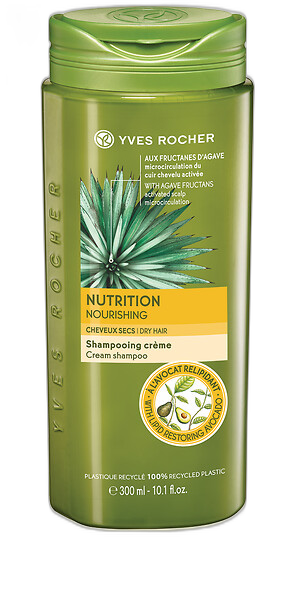 YVES ROCHER
AUX FRUCTANES D'AGAVE
microcirculation du
cuir chevelu activée
WITH AGAVE FRUCTANS
activated scalp
microcirculation
YVES ROCHER
NUTRITION
NOURISHING
CHEVEUX SECS | DRY HAIR
Shampooing crème
Cream shampoo
• À L'AVOCAT RELIPIDANT •
WITH LIPID RESTORING AVOCADO
PLASTIQUE RECYCLÉ 100% RECYCLED PLASTIC
℮ 300 ml - 10.1 fl.oz.